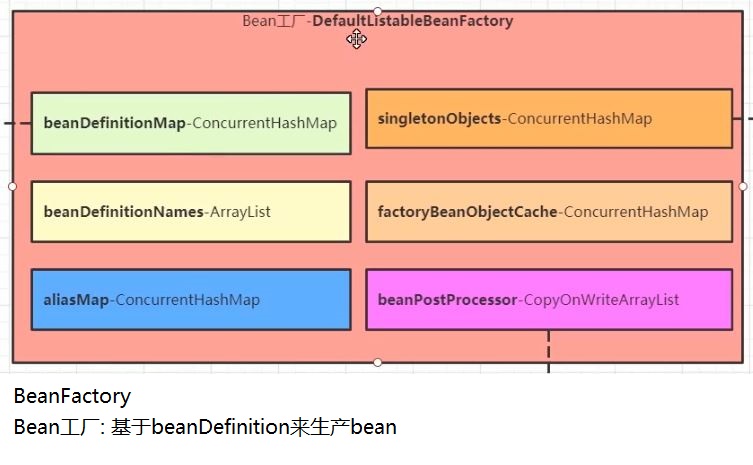 Bean工厂-DefaultListableBeanFactory
beanDefinitionMap-ConcurrentHashMap
singletonObjects-ConcurrentHashMap
beanDefinitionNames-ArrayList
factoryBeanObjectCache-ConcurrentHashMap
aliasMap-ConcurrentHashMap
beanPostProcessor-CopyOnWriteArrayList
BeanFactory
Bean工厂: 基于beanDefinition来生产bean